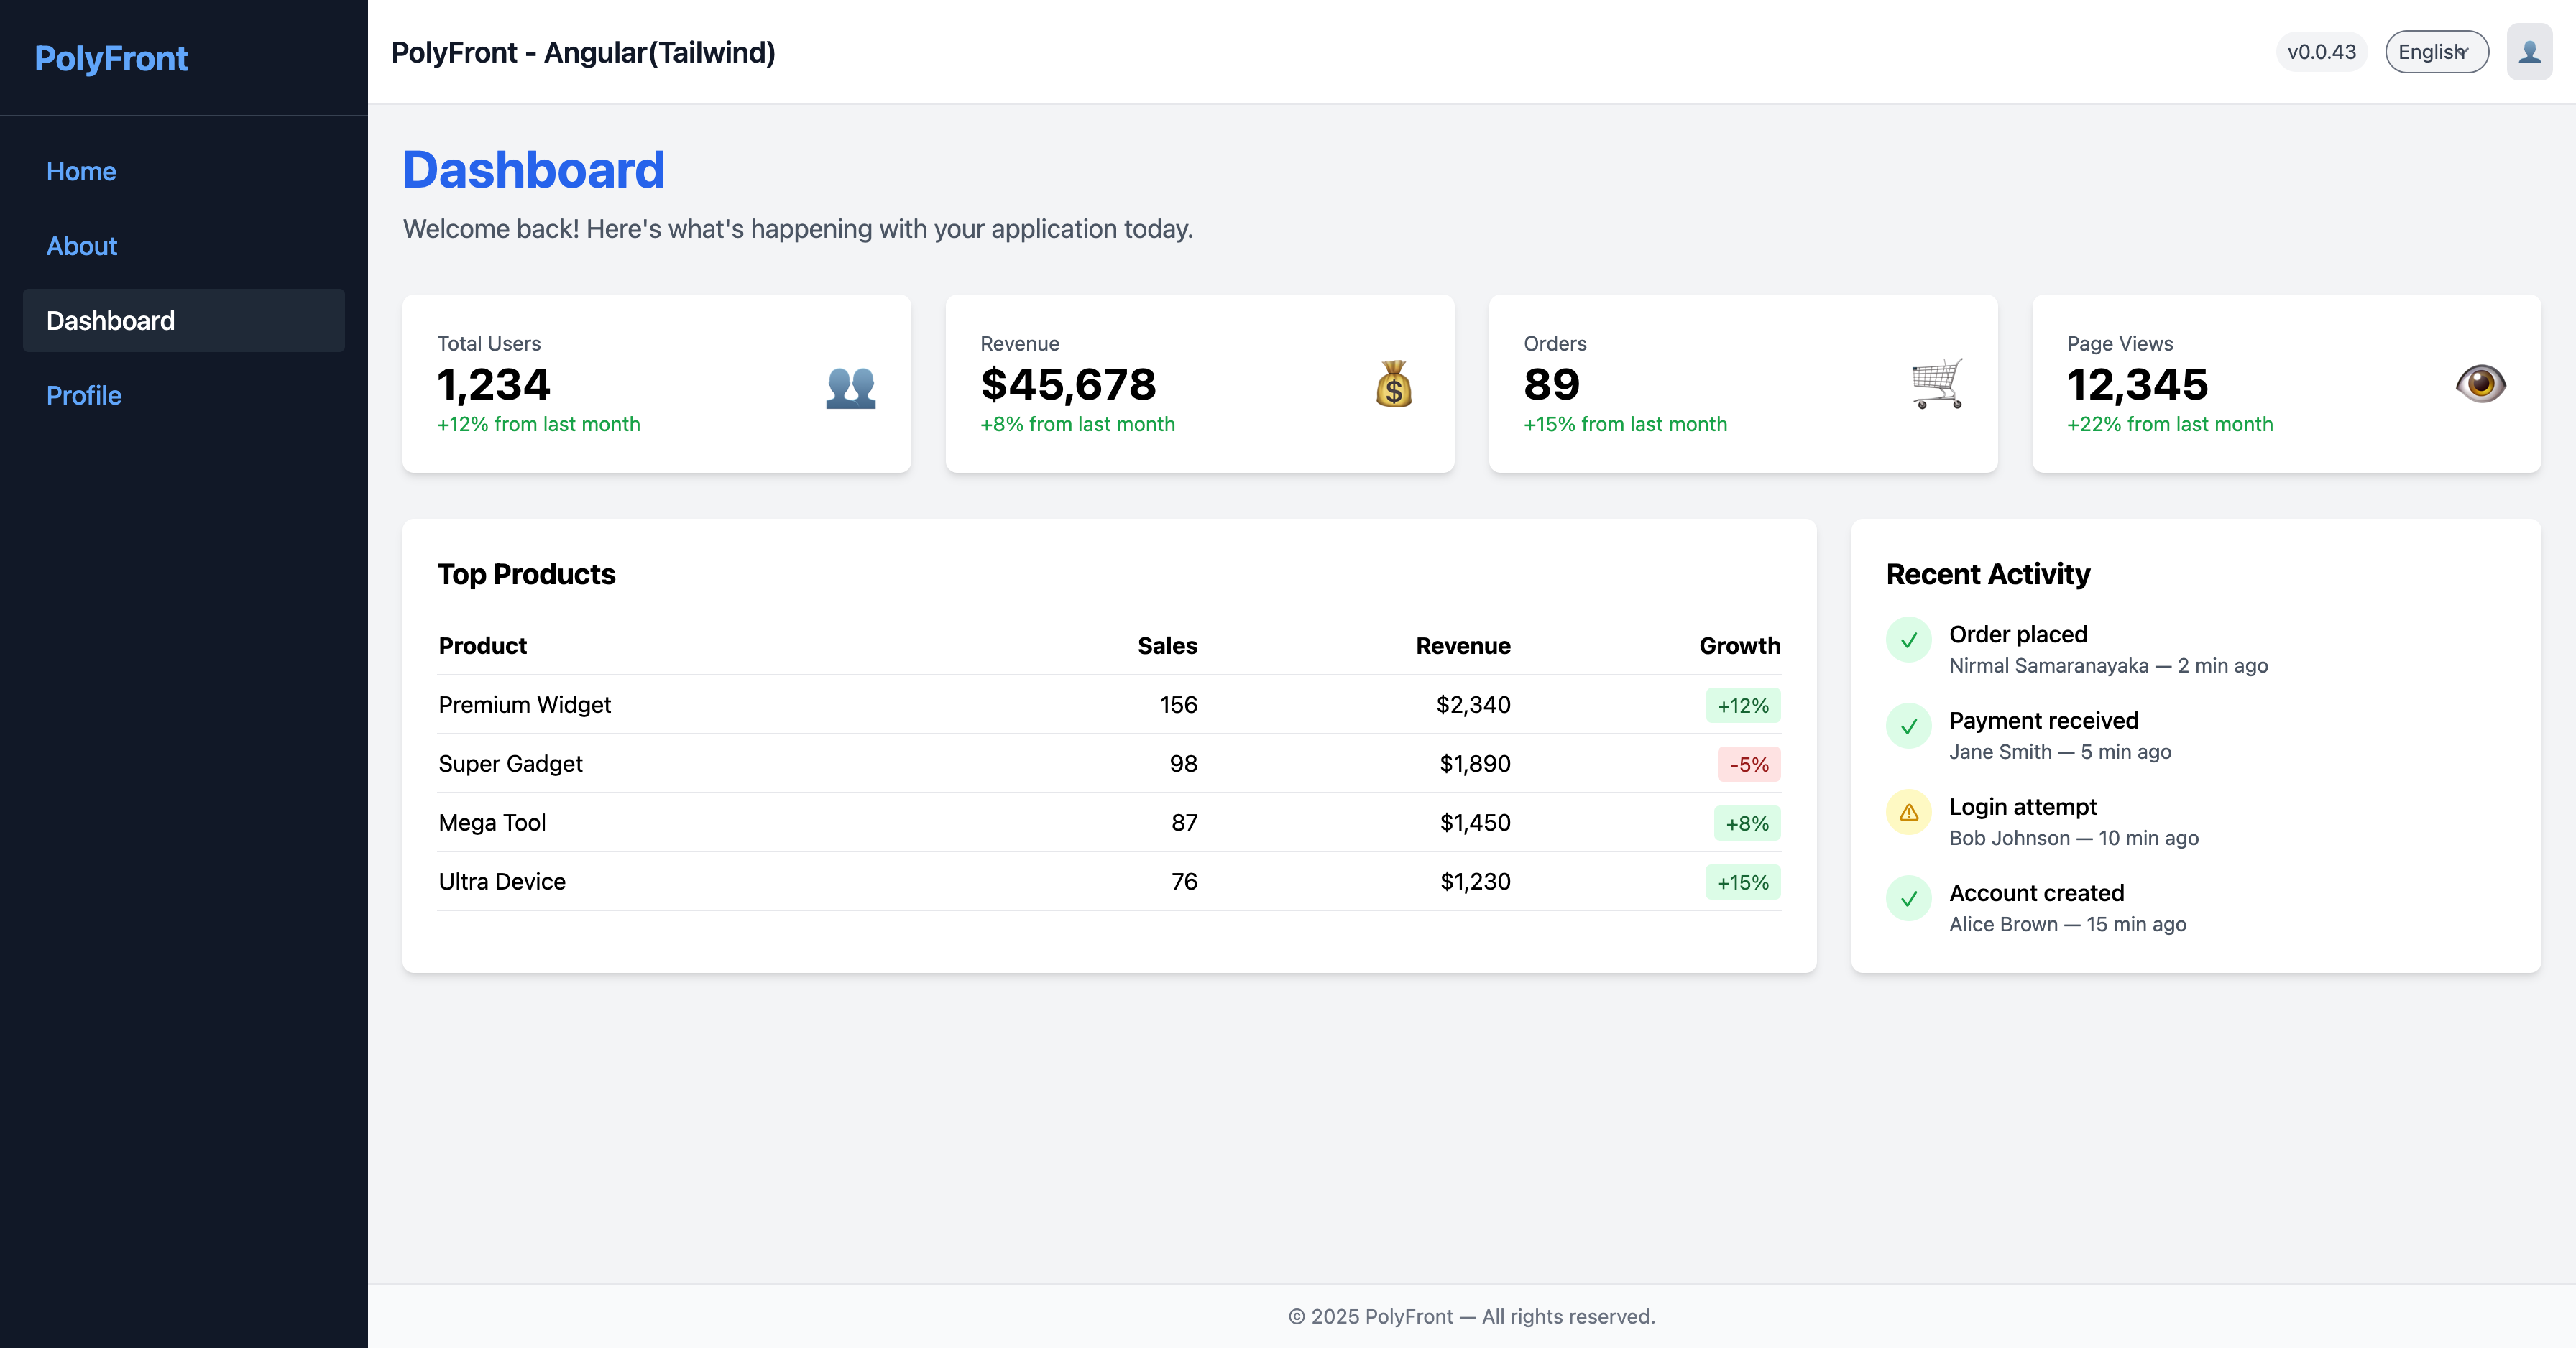 PolyFront
Home
About
Dashboard
Profile
PolyFront - Angular(Tailwind)
v0.0.43
English
Dashboard
Welcome back! Here's what's happening with your application today.
Total Users
1,234
+12% from last month
Revenue
$45,678
+8% from last month
Orders
89
+15% from last month
Page Views
12,345
+22% from last month
Top Products
Product Sales Revenue Growth
Premium Widget 156 $2,340 +12%
Super Gadget 98 $1,890 -5%
Mega Tool 87 $1,450 +8%
Ultra Device 76 $1,230 +15%
Recent Activity
Order placed
Nirmal Samaranayaka — 2 min ago
Payment received
Jane Smith — 5 min ago
Login attempt
Bob Johnson — 10 min ago
Account created
Alice Brown — 15 min ago
© 2025 PolyFront — All rights reserved.